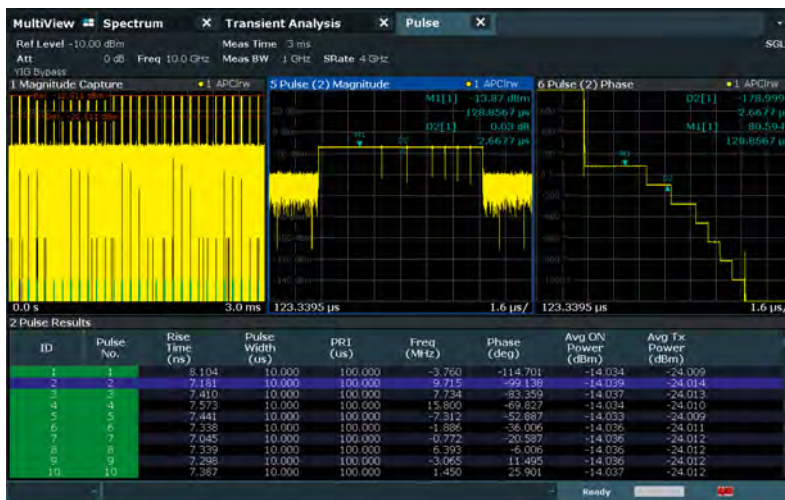 MultiView Spectrum × Transient Analysis × Pulse ×
Ref Level -10.00 dBm Meas Time 3 ms SGL
Att 0 dB Freq 10.0 GHz Meas BW 1 GHz SRate 4 GHz
YIG Bypass
1 Magnitude Capture 1 APClrw
5 Pulse (2) Magnitude 1 APClrw
6 Pulse (2) Phase 1 APClrw
M1[1] -13.87 dBm
128.8567 µs
D2[1] 0.03 dB
2.6677 µs
D2[1] -178.999
2.6677 µs
M1[1] 80.594
128.8567 µs
M1
D2
M1
D2
0.0 s 3.0 ms
123.3395 µs 1.6 µs/
123.3395 µs 1.6 µs/
2 Pulse Results
ID Pulse No. Rise Time (ns) Pulse Width (us) PRI (us) Freq (MHz) Phase (deg) Avg ON Power (dBm) Avg Tx Power (dBm)
1 1 8.104 10.000 100.000 -3.760 -114.701 -14.034 -24.009
2 2 7.181 10.000 100.000 9.715 -99.138 -14.039 -24.014
3 3 7.410 10.000 100.000 7.734 -83.359 -14.037 -24.013
4 4 7.573 10.000 100.000 15.800 -69.827 -14.034 -24.010
5 5 7.441 10.000 100.000 -7.312 -52.887 -14.033 -24.009
6 6 7.338 10.000 100.000 -1.886 -36.006 -14.036 -24.011
7 7 7.045 10.000 100.000 -0.772 -20.587 -14.036 -24.012
8 8 7.339 10.000 100.000 6.393 -6.006 -14.036 -24.012
9 9 7.298 10.000 100.000 -3.065 11.495 -14.036 -24.012
10 10 7.387 10.000 100.000 1.450 25.901 -14.037 -24.012
Ready